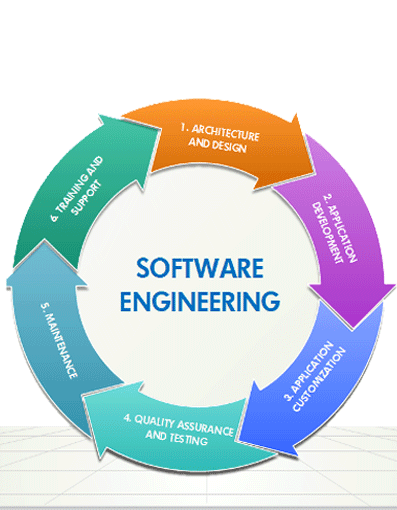 1. ARCHITECTURE
AND DESIGN
2. APPLICATION
DEVELOPMENT
3. APPLICATION
CUSTOMIZATION
4. QUALITY ASSURANCE
AND TESTING
5. MAINTENANCE
6. TRAINING AND
SUPPORT
SOFTWARE
ENGINEERING